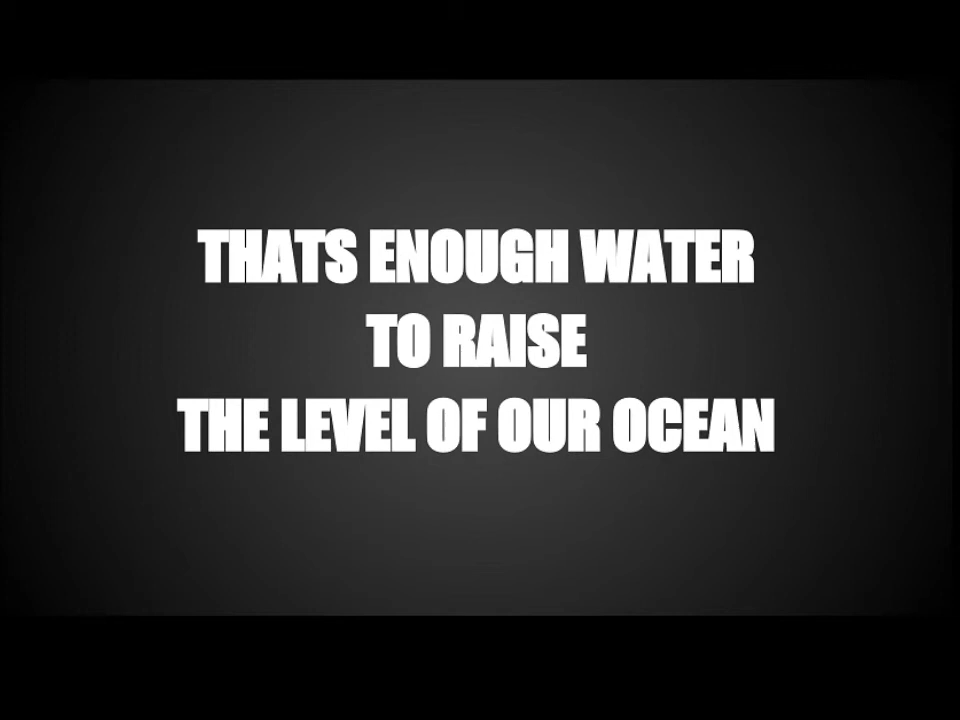 THATS ENOUGH WATER
TO RAISE
THE LEVEL OF OUR OCEAN